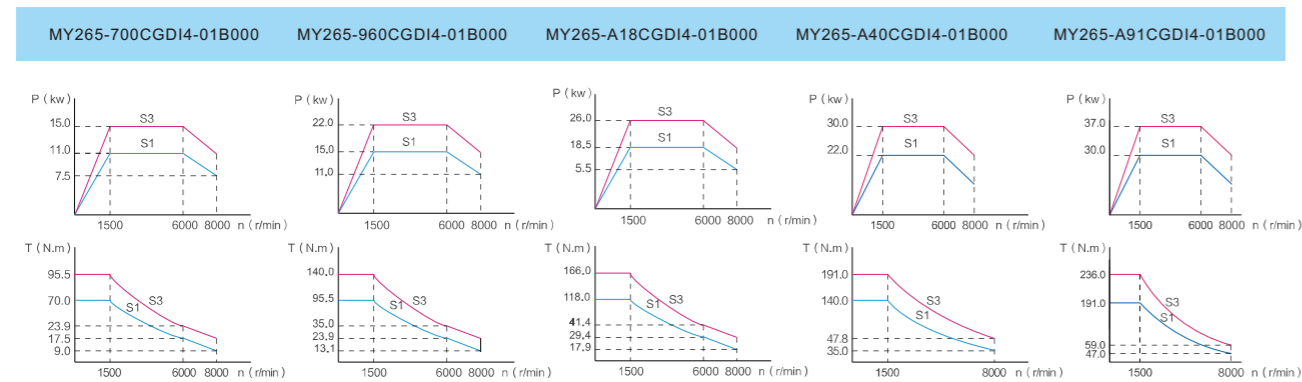 MY265-700CGDI4-01B000 MY265-960CGDI4-01B000 MY265-A18CGDI4-01B000 MY265-A40CGDI4-01B000 MY265-A91CGDI4-01B000
P（kw）
15.0
11.0
7.5
S3
S1
1500 6000 8000 n（r/min）
P（kw）
22.0
15.0
11.0
S3
S1
1500 6000 8000 n（r/min）
P（kw）
26.0
18.5
5.5
S3
S1
1500 6000 8000 n（r/min）
P（kw）
30.0
22.0
S3
S1
1500 6000 8000 n（r/min）
P（kw）
37.0
30.0
S3
S1
1500 6000 8000 n（r/min）
T（N.m）
95.5
70.0
23.9
17.5
9.0
S1 S3
1500 6000 8000 n（r/min）
T（N.m）
140.0
95.5
35.0
23.9
13,1
S1 S3
1500 6000 8000 n（r/min）
T（N.m）
166.0
118.0
41.4
29.4
17.9
S1 S3
1500 6000 8000 n（r/min）
T（N.m）
191.0
140.0
47.8
35.0
S3
S1
1500 8000 n（r/min）
T（N.m）
236.0
191.0
59.0
47.0
S3
S1
1500 8000 n（r/min）